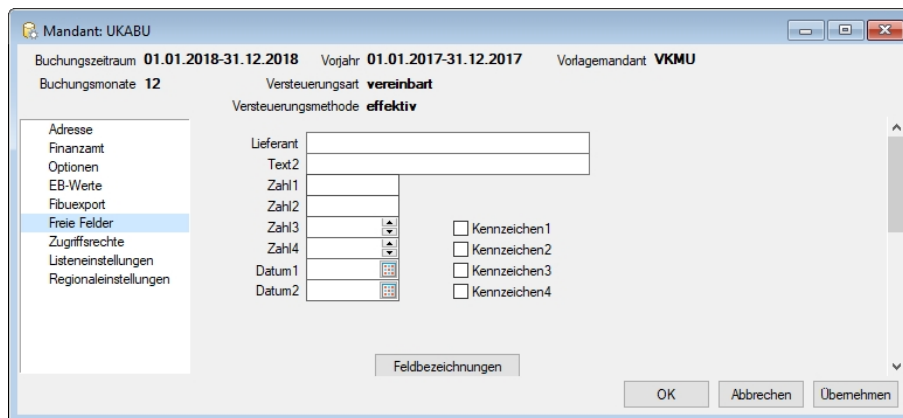 Mandant: UKABU
Buchungszeitraum 01.01.2018-31.12.2018 Vorjahr 01.01.2017-31.12.2017 Vorlagemandant VKMU
Buchungsmonate 12 Versteuerungsart vereinbart
Versteuerungsmethode effektiv
Adresse
Finanzamt
Optionen
EB-Werte
Fibuexport
Freie Felder
Zugriffsrechte
Listeneinstellungen
Regionaleinstellungen
Lieferant
Text2
Zahl1
Zahl2
Zahl3 Kennzeichen1
Zahl4 Kennzeichen2
Datum1 Kennzeichen3
Datum2 Kennzeichen4
Feldbezeichnungen
OK Abbrechen Übernehmen